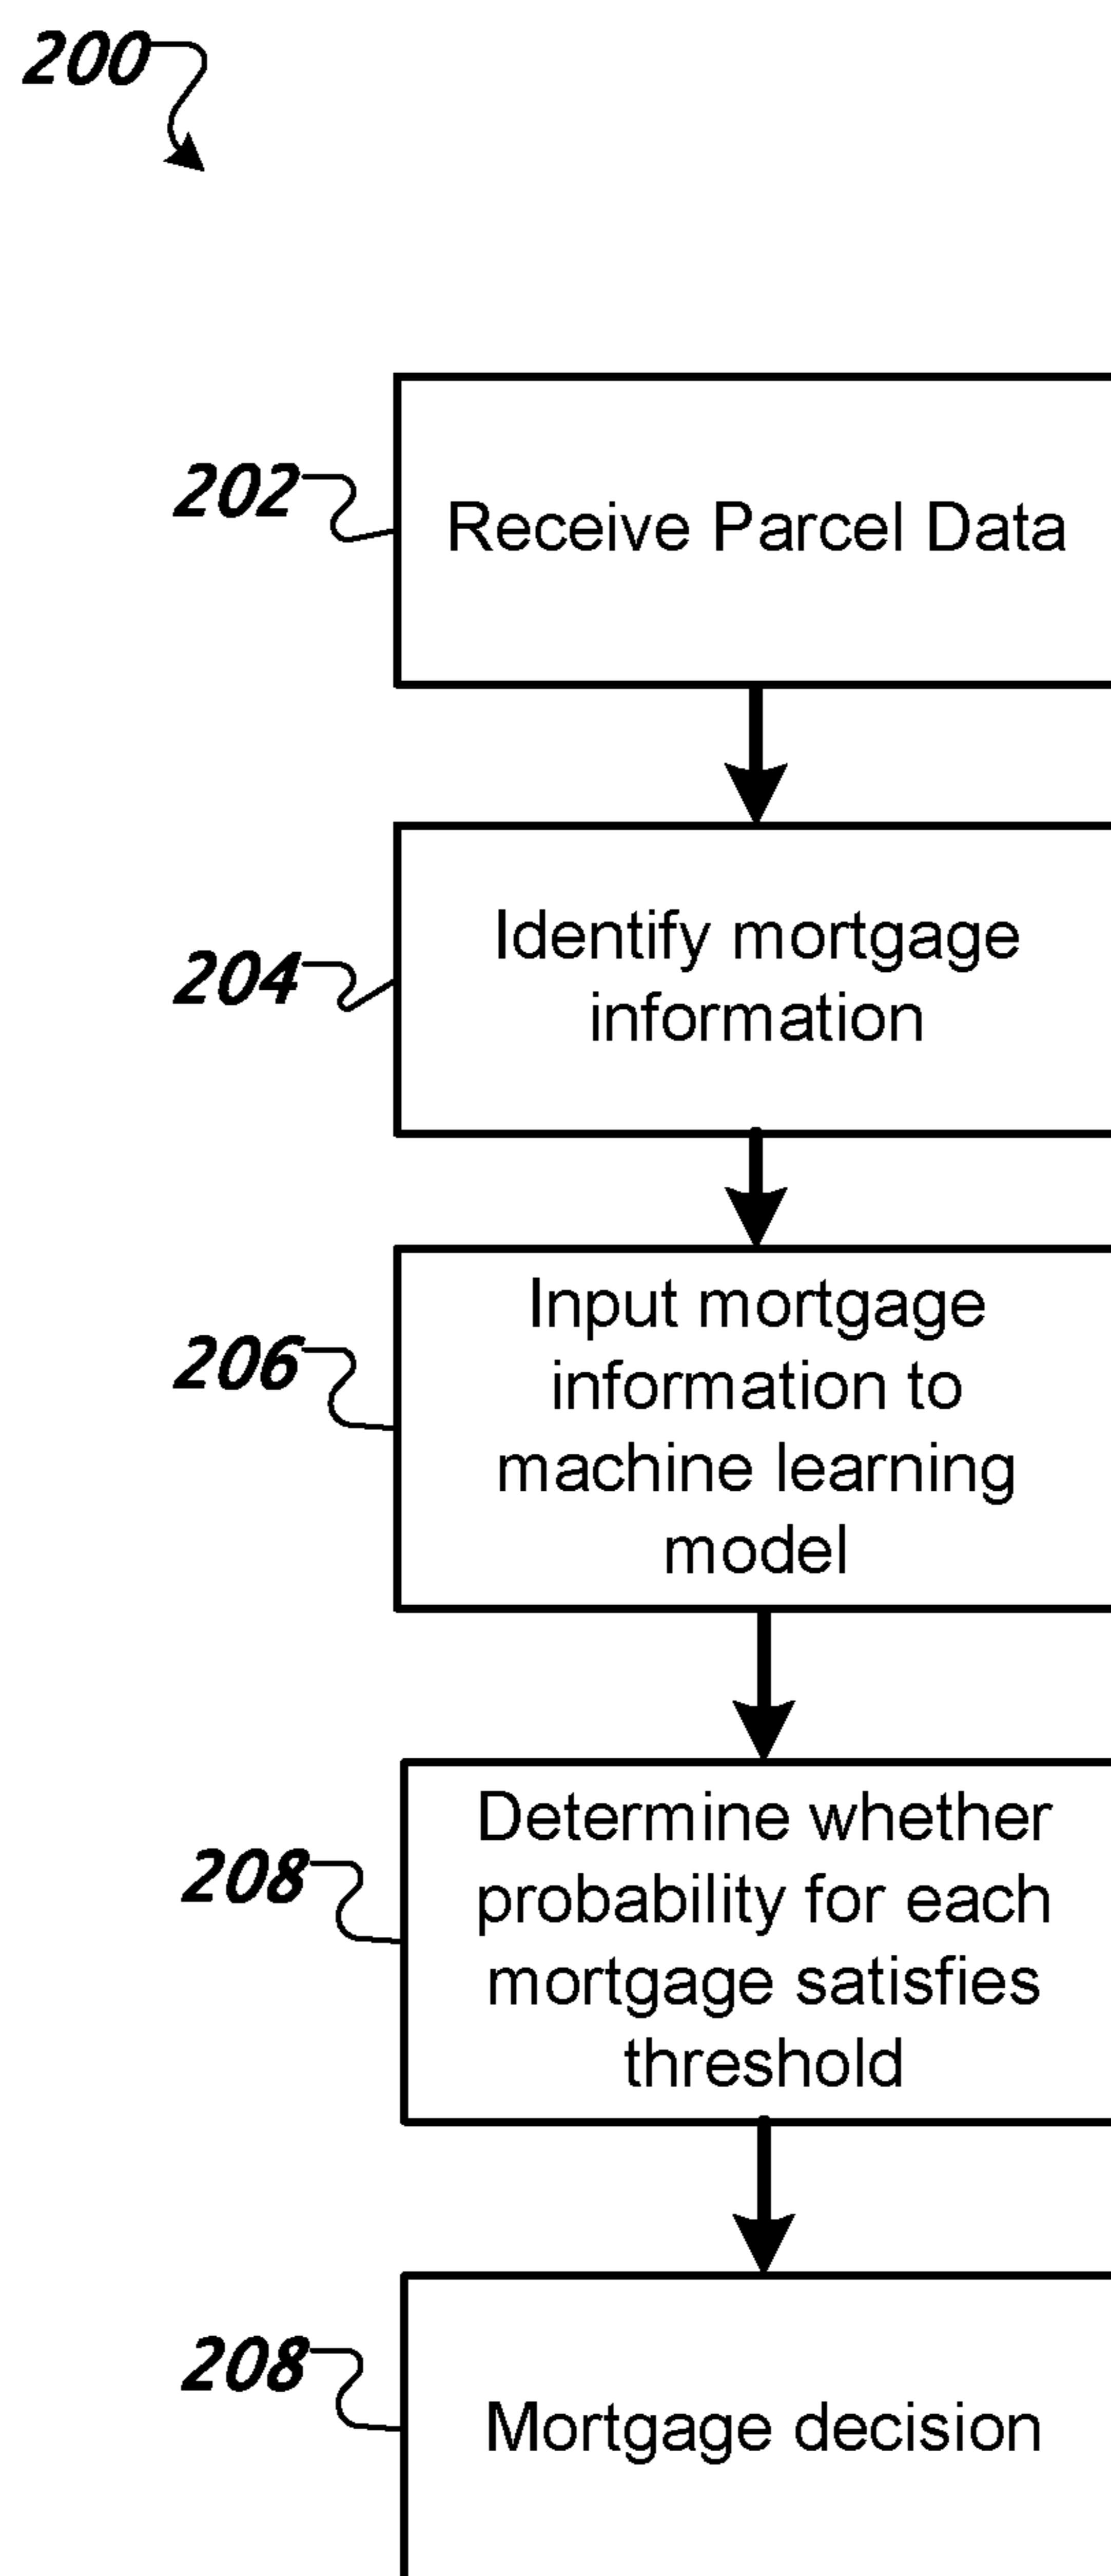 200
202
Receive Parcel Data
204
Identify mortgage
information
206
Input mortgage
information to
machine learning
model
208
Determine whether
probability for each
mortgage satisfies
threshold
208
Mortgage decision